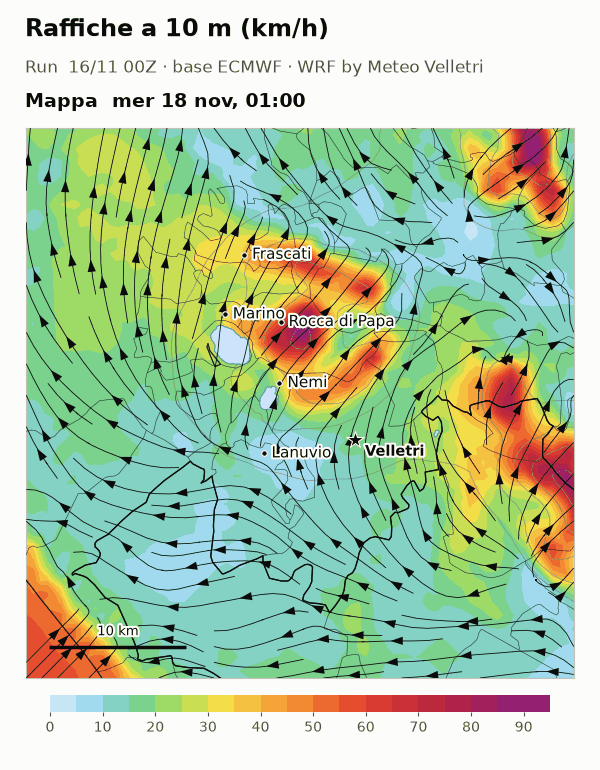 Raffiche a 10 m (km/h)
Run  16/11 00Z · base ECMWF · WRF by Meteo Velletri
Mappa  mer 18 nov, 01:00
Frascati
Marino
Rocca di Papa
Nemi
Velletri
Lanuvio
10 km
0 10 20 30 40 50 60 70 80 90